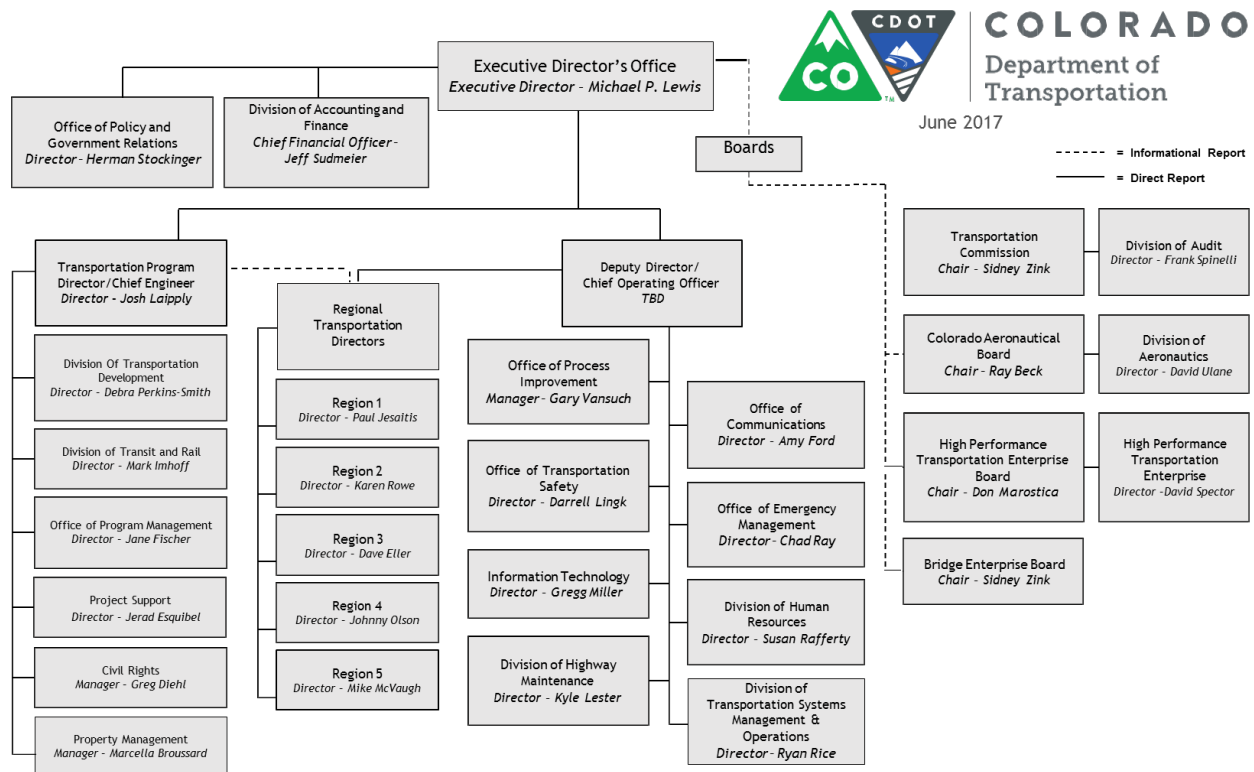 CDOT
CO
TM
COLORADO
Department of
Transportation
June 2017
Executive Director's Office
Executive Director – Michael P. Lewis
Office of Policy and
Government Relations
Director– Herman Stockinger
Division of Accounting and
Finance
Chief Financial Officer–
Jeff Sudmeier
Boards
= Informational Report
= Direct Report
Transportation Program
Director/Chief Engineer
Director - Josh Laipply
Division Of Transportation
Development
Director – Debra Perkins-Smith
Division of Transit and Rail
Director – Mark Imhoff
Office of Program Management
Director – Jane Fischer
Project Support
Director – Jerad Esquibel
Civil Rights
Manager – Greg Diehl
Property Management
Manager – Marcella Broussard
Regional
Transportation
Directors
Region 1
Director – Paul Jesaitis
Region 2
Director – Karen Rowe
Region 3
Director – Dave Eller
Region 4
Director – Johnny Olson
Region 5
Director – Mike McVaugh
Deputy Director/
Chief Operating Officer
TBD
Office of Process
Improvement
Manager– Gary Vansuch
Office of Transportation
Safety
Director – Darrell Lingk
Information Technology
Director – Gregg Miller
Division of Highway
Maintenance
Director – Kyle Lester
Office of
Communications
Director – Amy Ford
Office of Emergency
Management
Director– Chad Ray
Division of Human
Resources
Director – Susan Rafferty
Division of
Transportation Systems
Management &
Operations
Director– Ryan Rice
Transportation
Commission
Chair – Sidney Zink
Division of Audit
Director – Frank Spinelli
Colorado Aeronautical
Board
Chair – Ray Beck
Division of
Aeronautics
Director – David Ulane
High Performance
Transportation Enterprise
Board
Chair – Don Marostica
High Performance
Transportation
Enterprise
Director –David Spector
Bridge Enterprise Board
Chair – Sidney Zink